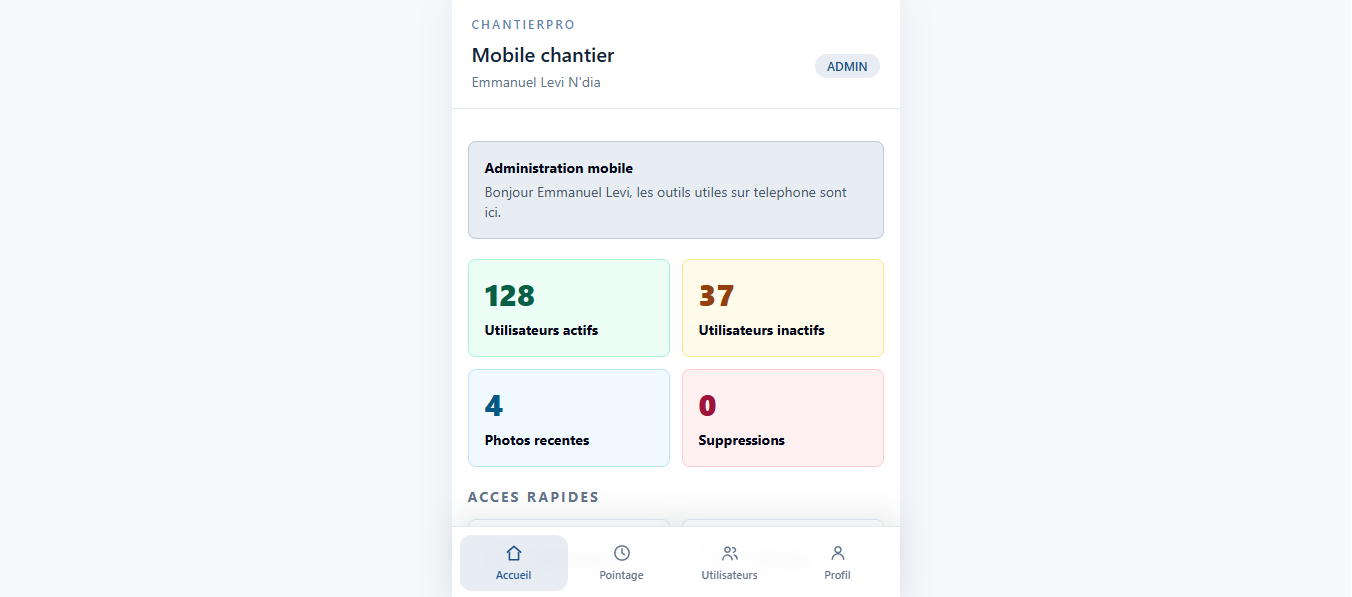 CHANTIERPRO
Mobile chantier
Emmanuel Levi N'dia
ADMIN
Administration mobile
Bonjour Emmanuel Levi, les outils utiles sur telephone sont
ici.
128
Utilisateurs actifs
37
Utilisateurs inactifs
4
Photos recentes
0
Suppressions
ACCES RAPIDES
Accueil
Pointage
Utilisateurs
Profil